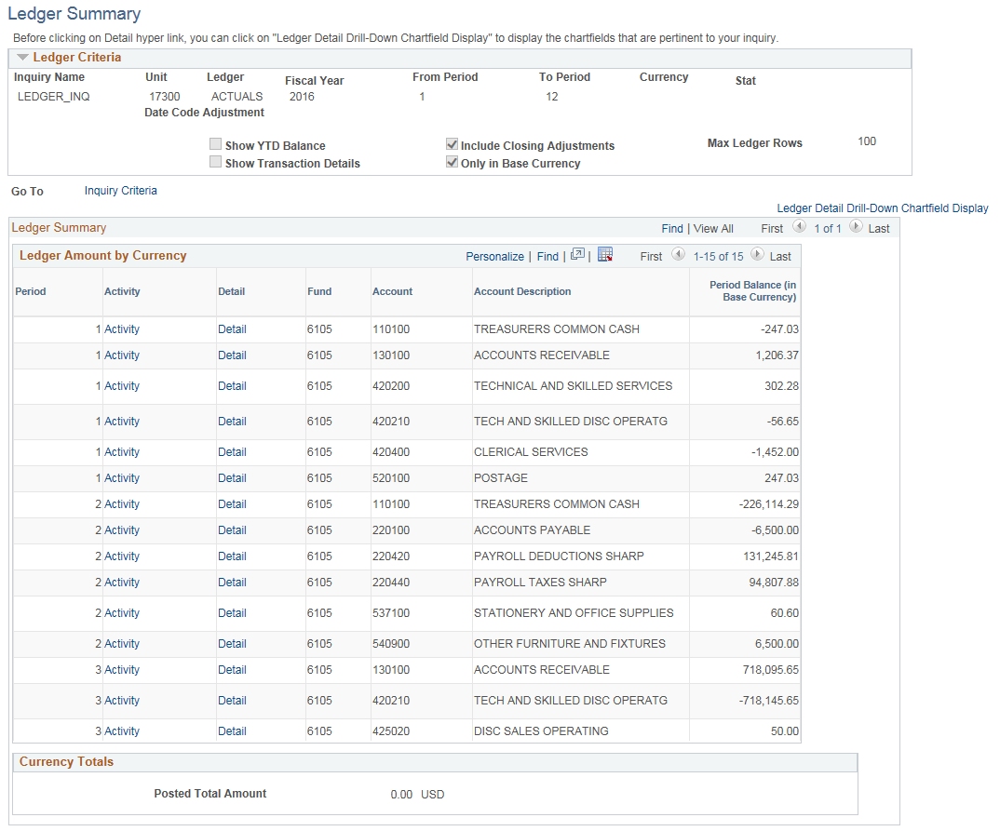 Ledger Summary
Before clicking on Detail hyper link, you can click on "Ledger Detail Drill-Down Chartfield Display" to display the chartfields that are pertinent to your inquiry.
Ledger Criteria
Inquiry Name Unit Ledger Fiscal Year From Period To Period Currency Stat
LEDGER_INQ 17300 ACTUALS 2016 1 12
Date Code Adjustment
Show YTD Balance Include Closing Adjustments Max Ledger Rows 100
Show Transaction Details Only in Base Currency
Go To Inquiry Criteria
Ledger Detail Drill-Down Chartfield Display
Ledger Summary Find | View All First 1 of 1 Last
Ledger Amount by Currency Personalize | Find | | First 1-15 of 15 Last
Period Activity Detail Fund Account Account Description Period Balance (in
Base Currency)
1 Activity Detail 6105 110100 TREASURERS COMMON CASH -247.03
1 Activity Detail 6105 130100 ACCOUNTS RECEIVABLE 1,206.37
1 Activity Detail 6105 420200 TECHNICAL AND SKILLED SERVICES 302.28
1 Activity Detail 6105 420210 TECH AND SKILLED DISC OPERATG -56.65
1 Activity Detail 6105 420400 CLERICAL SERVICES -1,452.00
1 Activity Detail 6105 520100 POSTAGE 247.03
2 Activity Detail 6105 110100 TREASURERS COMMON CASH -226,114.29
2 Activity Detail 6105 220100 ACCOUNTS PAYABLE -6,500.00
2 Activity Detail 6105 220420 PAYROLL DEDUCTIONS SHARP 131,245.81
2 Activity Detail 6105 220440 PAYROLL TAXES SHARP 94,807.88
2 Activity Detail 6105 537100 STATIONERY AND OFFICE SUPPLIES 60.60
2 Activity Detail 6105 540900 OTHER FURNITURE AND FIXTURES 6,500.00
3 Activity Detail 6105 130100 ACCOUNTS RECEIVABLE 718,095.65
3 Activity Detail 6105 420210 TECH AND SKILLED DISC OPERATG -718,145.65
3 Activity Detail 6105 425020 DISC SALES OPERATING 50.00
Currency Totals
Posted Total Amount 0.00 USD